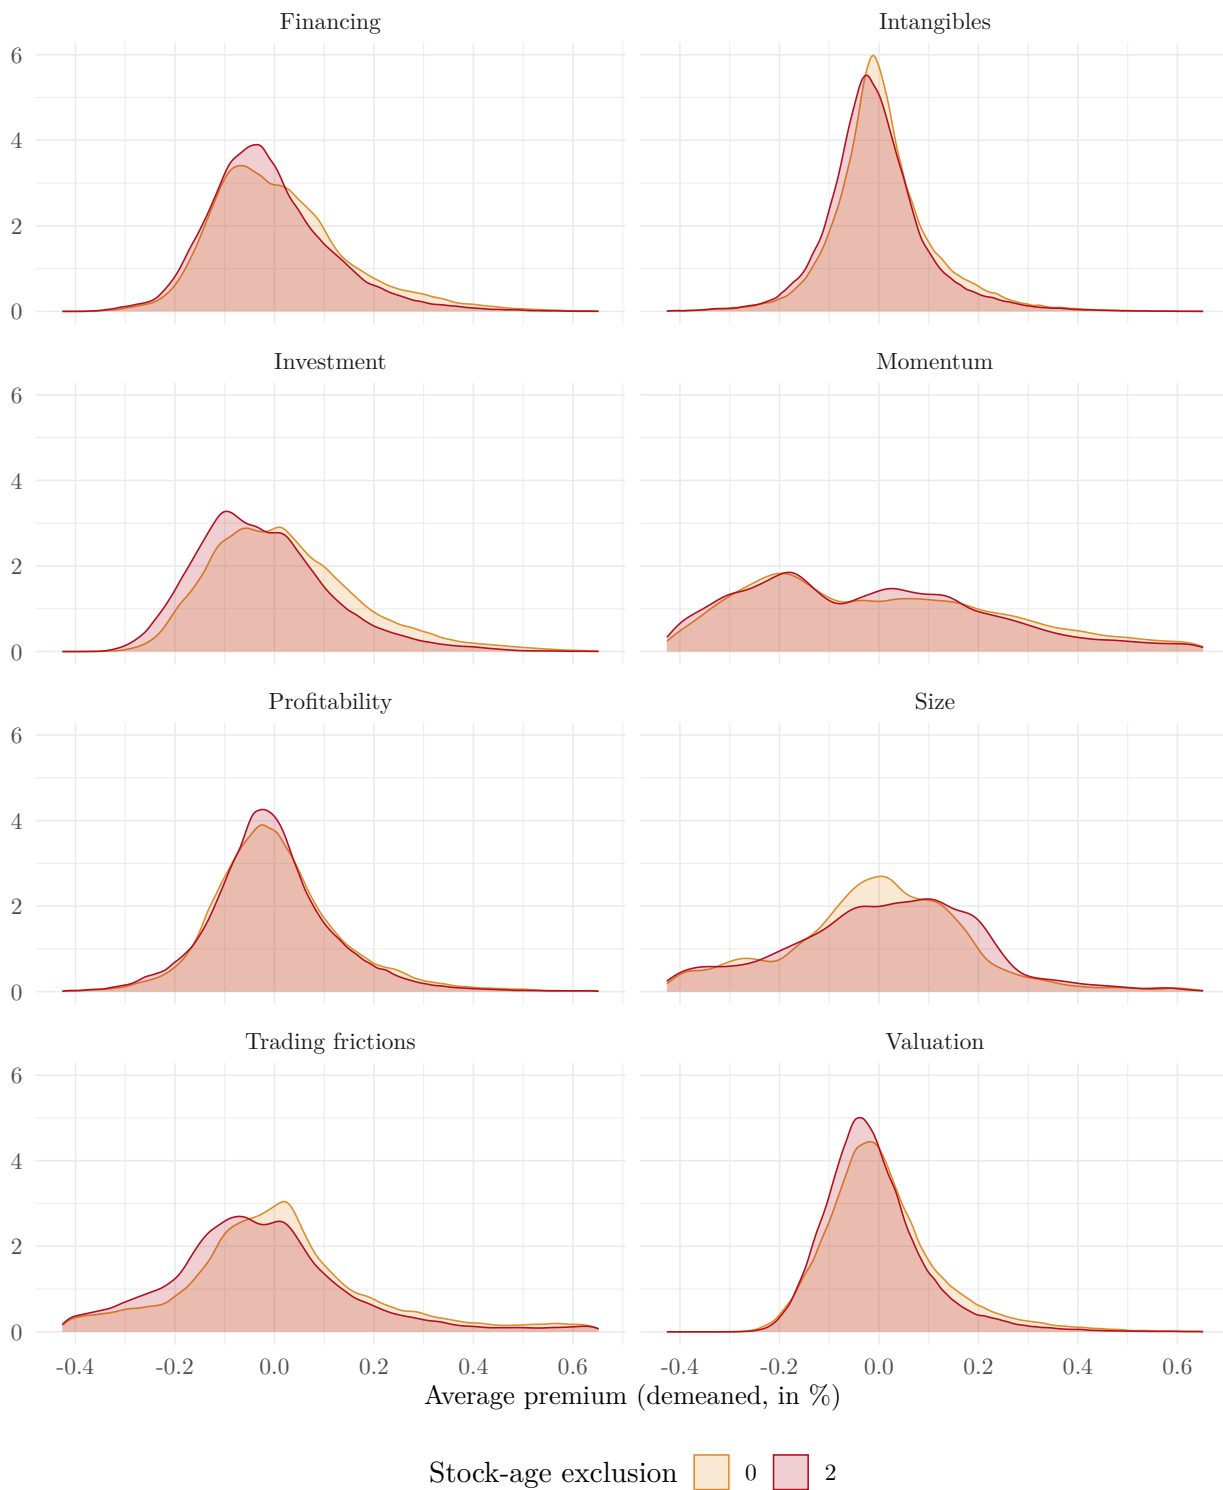 Financing Intangibles
6
4
2
0
Investment Momentum
6
4
2
0
Profitability Size
6
4
2
0
Trading frictions Valuation
6
4
2
0
-0.4 -0.2 0.0 0.2 0.4 0.6 -0.4 -0.2 0.0 0.2 0.4 0.6
Average premium (demeaned, in %)
Stock-age exclusion 0 2